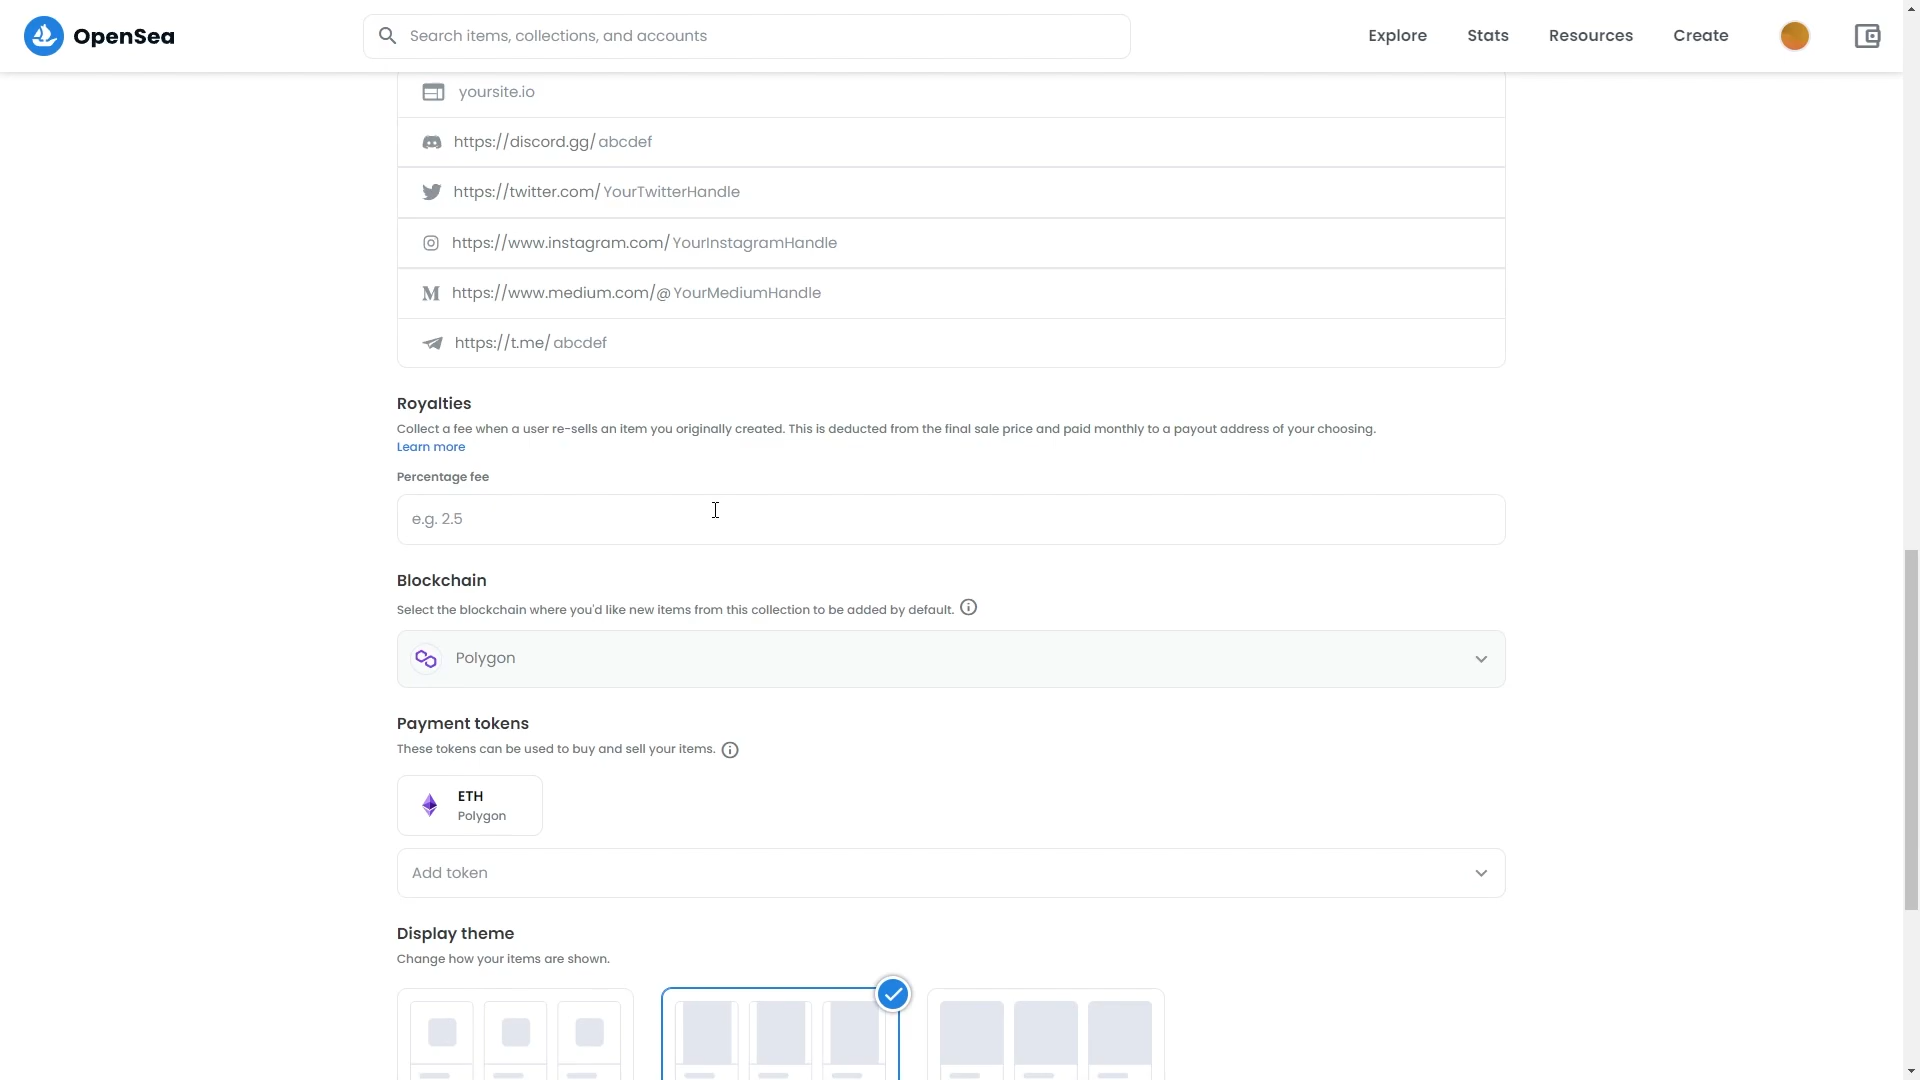 OpenSea
Search items, collections, and accounts
Explore
Stats
Resources
Create
yoursite.io
https://discord.gg/abcdef
https://twitter.com/YourTwitterHandle
https://www.instagram.com/YourInstagramHandle
https://www.medium.com/@YourMediumHandle
https://t.me/abcdef
Royalties
Collect a fee when a user re-sells an item you originally created. This is deducted from the final sale price and paid monthly to a payout address of your choosing.
Learn more
Percentage fee
e.g. 2.5
Blockchain
Select the blockchain where you'd like new items from this collection to be added by default.
Polygon
Payment tokens
These tokens can be used to buy and sell your items.
ETH
Polygon
Add token
Display theme
Change how your items are shown.